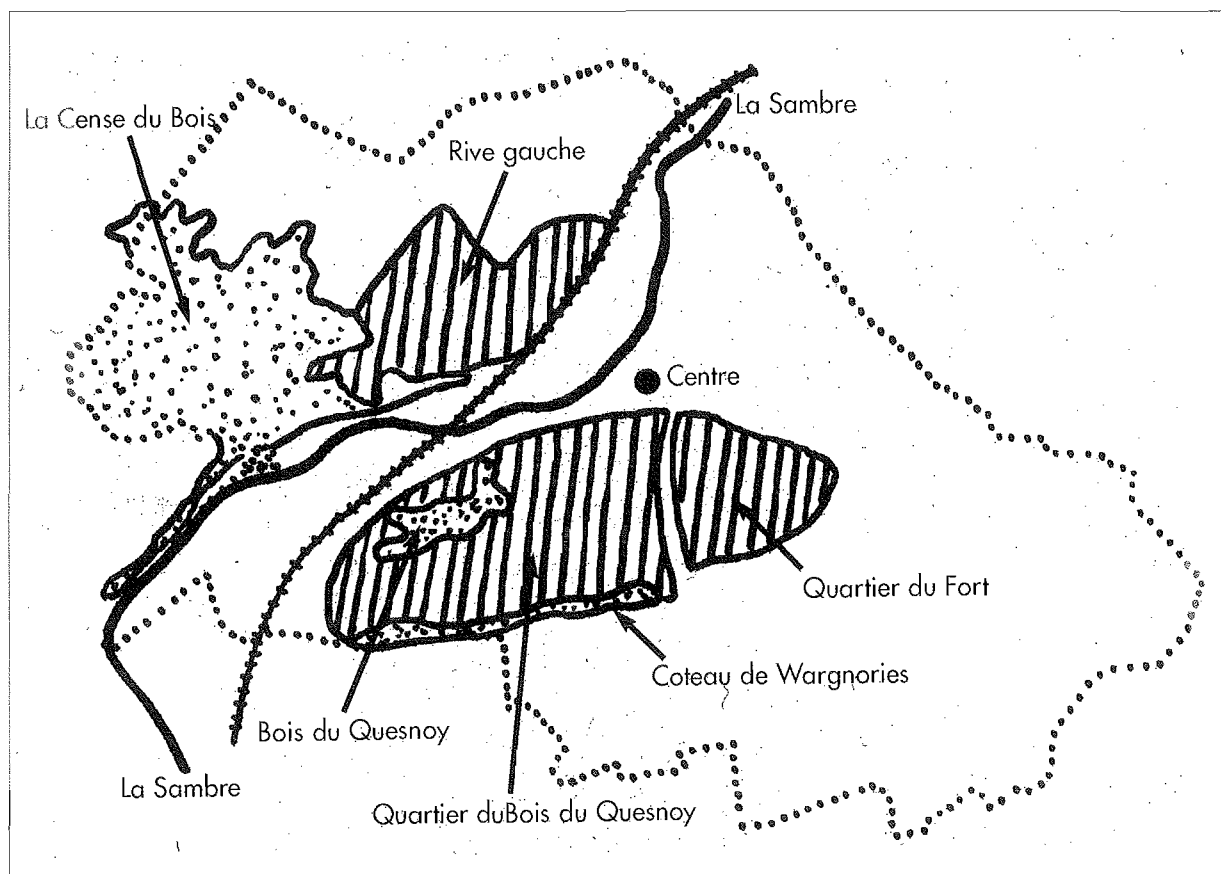 La Sambre
La Cense du Bois
Rive gauche
Centre
Quartier du Fort
Coteau de Wargnories
Bois du Quesnoy
La Sambre
Quartier duBois du Quesnoy